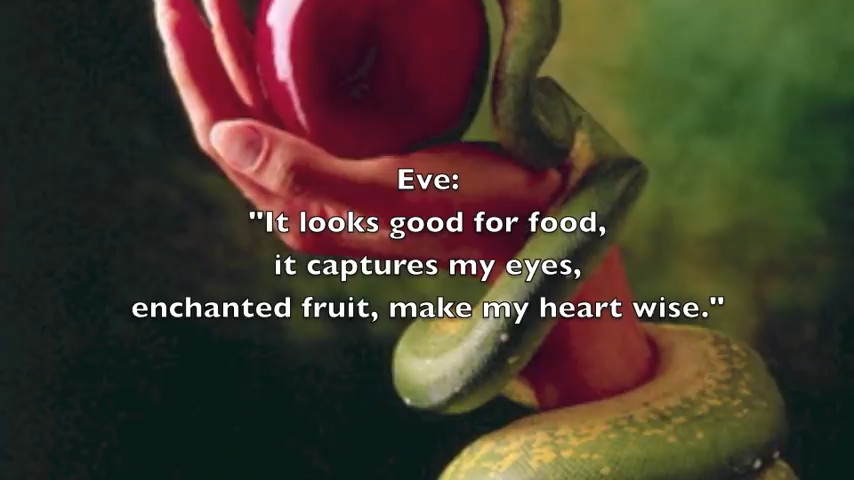 Eve:
"It looks good for food,
it captures my eyes,
enchanted fruit, make my heart wise."